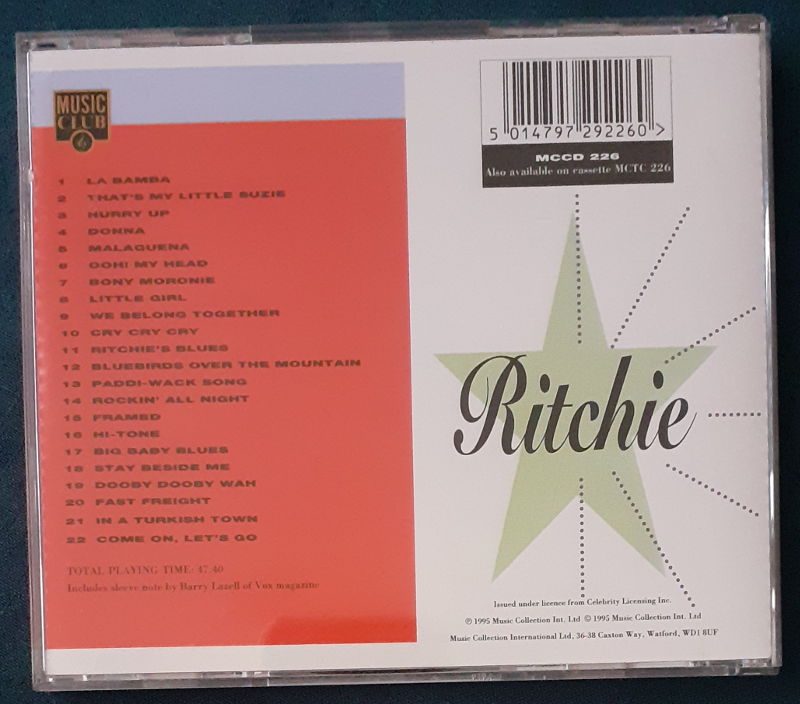 MUSIC
CLUB
1 LA BAMBA
2 THAT'S MY LITTLE SUZIE
3 HURRY UP
4 DONNA
5 MALAGUENA
6 OOH! MY HEAD
7 BONY MORONIE
8 LITTLE GIRL
9 WE BELONG TOGETHER
10 CRY CRY CRY
11 RITCHIE'S BLUES
12 BLUEBIRDS OVER THE MOUNTAIN
13 PADDI-WACK SONG
14 ROCKIN' ALL NIGHT
15 FRAMED
16 HI-TONE
17 BIG BABY BLUES
18 STAY BESIDE ME
19 DOOBY DOOBY WAH
20 FAST FREIGHT
21 IN A TURKISH TOWN
22 COME ON, LET'S GO
TOTAL PLAYING TIME: 47.40
Includes sleeve note by Barry Lazell of Vox magazine
5 014797 292260 >
MCCD 226
Also available on cassette MCTC 226
Ritchie
Issued under licence from Celebrity Licensing Inc.
℗ 1995 Music Collection Int. Ltd © 1995 Music Collection Int. Ltd
Music Collection International Ltd, 36-38 Caxton Way, Watford, WD1 8UF